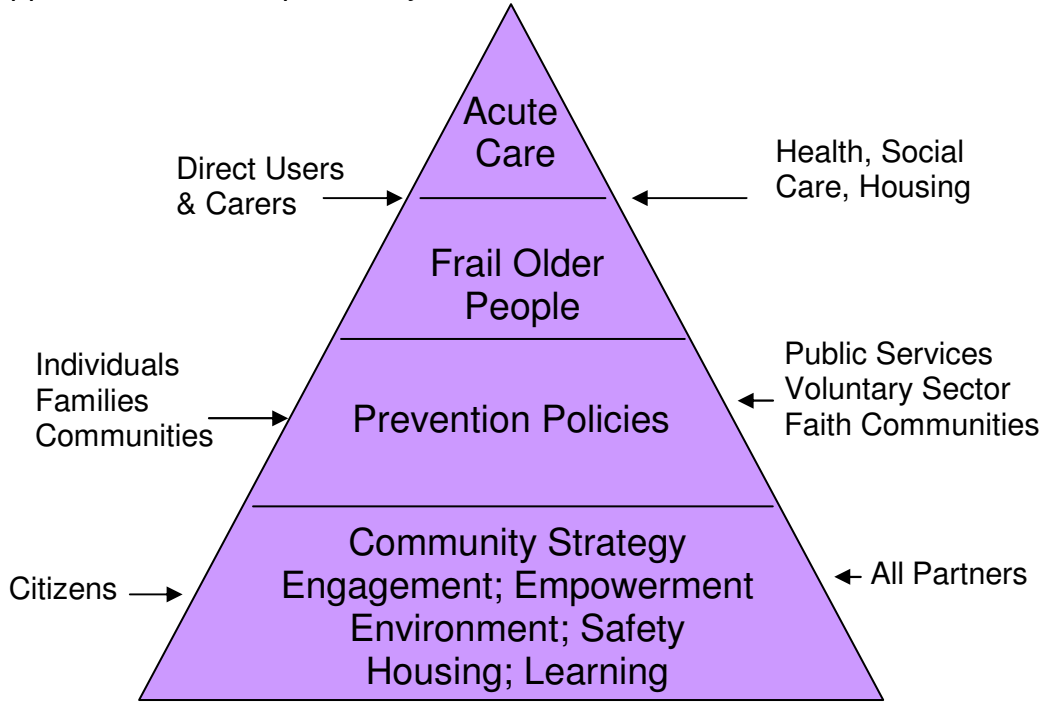 Acute
Care
Direct Users
& Carers
Health, Social
Care, Housing
Frail Older
People
Individuals
Families
Communities
Public Services
Voluntary Sector
Faith Communities
Prevention Policies
Community Strategy
Engagement; Empowerment
Environment; Safety
Housing; Learning
Citizens
All Partners